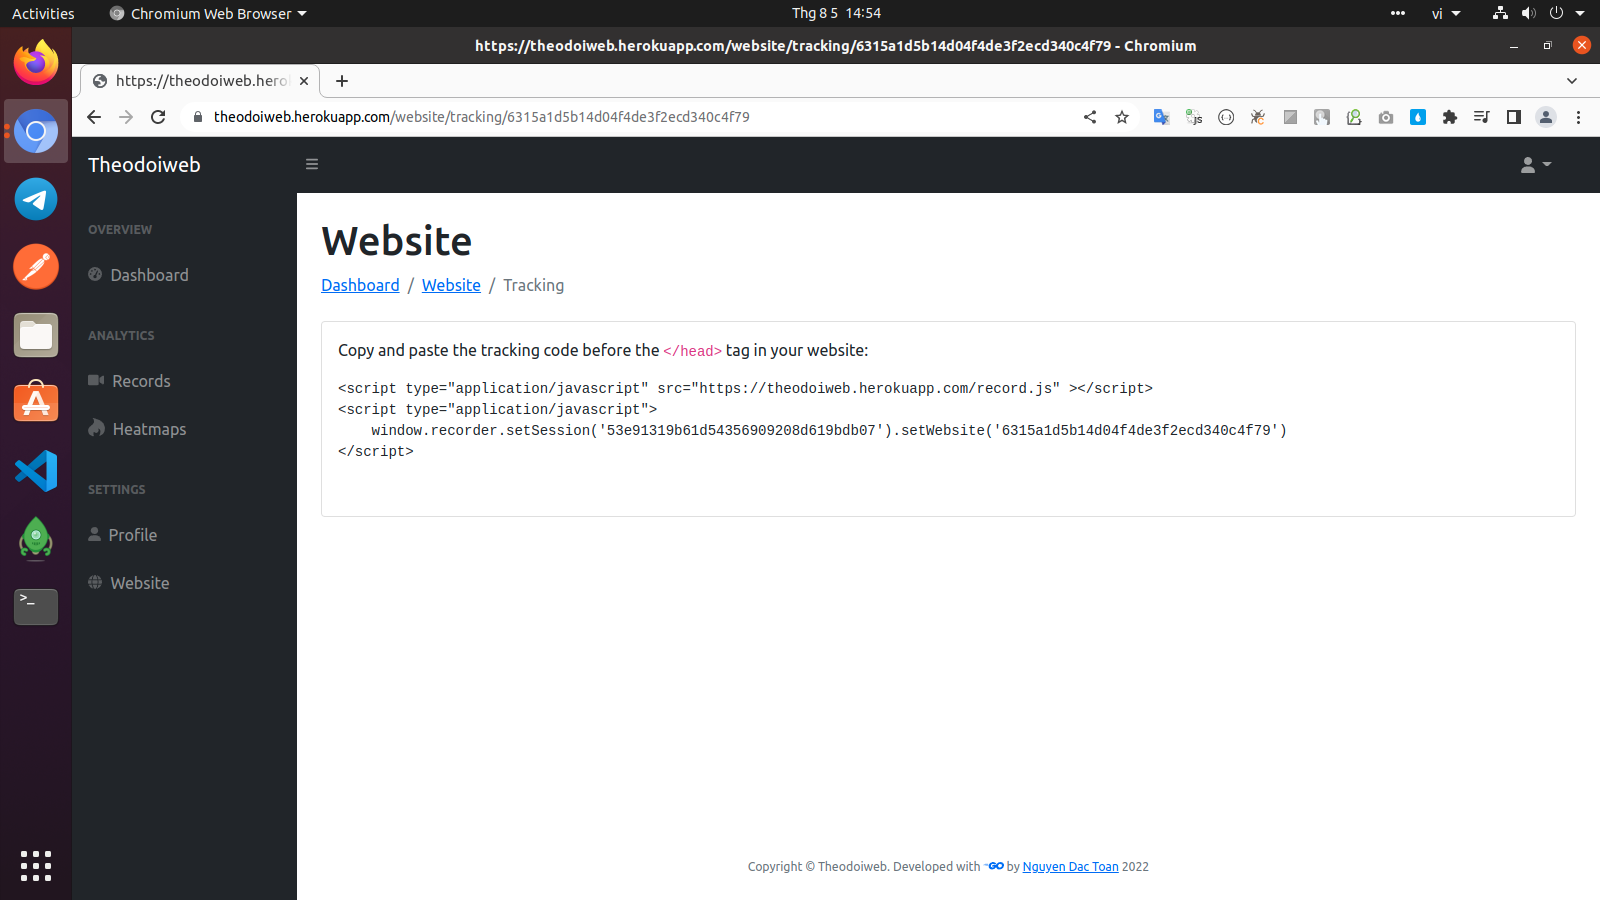 Activities
Chromium Web Browser
Thg 8 5 14:54
vi
https://theodoiweb.herokuapp.com/website/tracking/6315a1d5b14d04f4de3f2ecd340c4f79 - Chromium
https://theodoiweb.hero
theodoiweb.herokuapp.com/website/tracking/6315a1d5b14d04f4de3f2ecd340c4f79
Theodoiweb
OVERVIEW
Dashboard
ANALYTICS
Records
Heatmaps
SETTINGS
Profile
Website
Website
Dashboard / Website / Tracking
Copy and paste the tracking code before the </head> tag in your website:
<script type="application/javascript" src="https://theodoiweb.herokuapp.com/record.js" ></script>
<script type="application/javascript">
window.recorder.setSession('53e91319b61d54356909208d619bdb07').setWebsite('6315a1d5b14d04f4de3f2ecd340c4f79')
</script>
Copyright © Theodoiweb. Developed with GO by Nguyen Dac Toan 2022